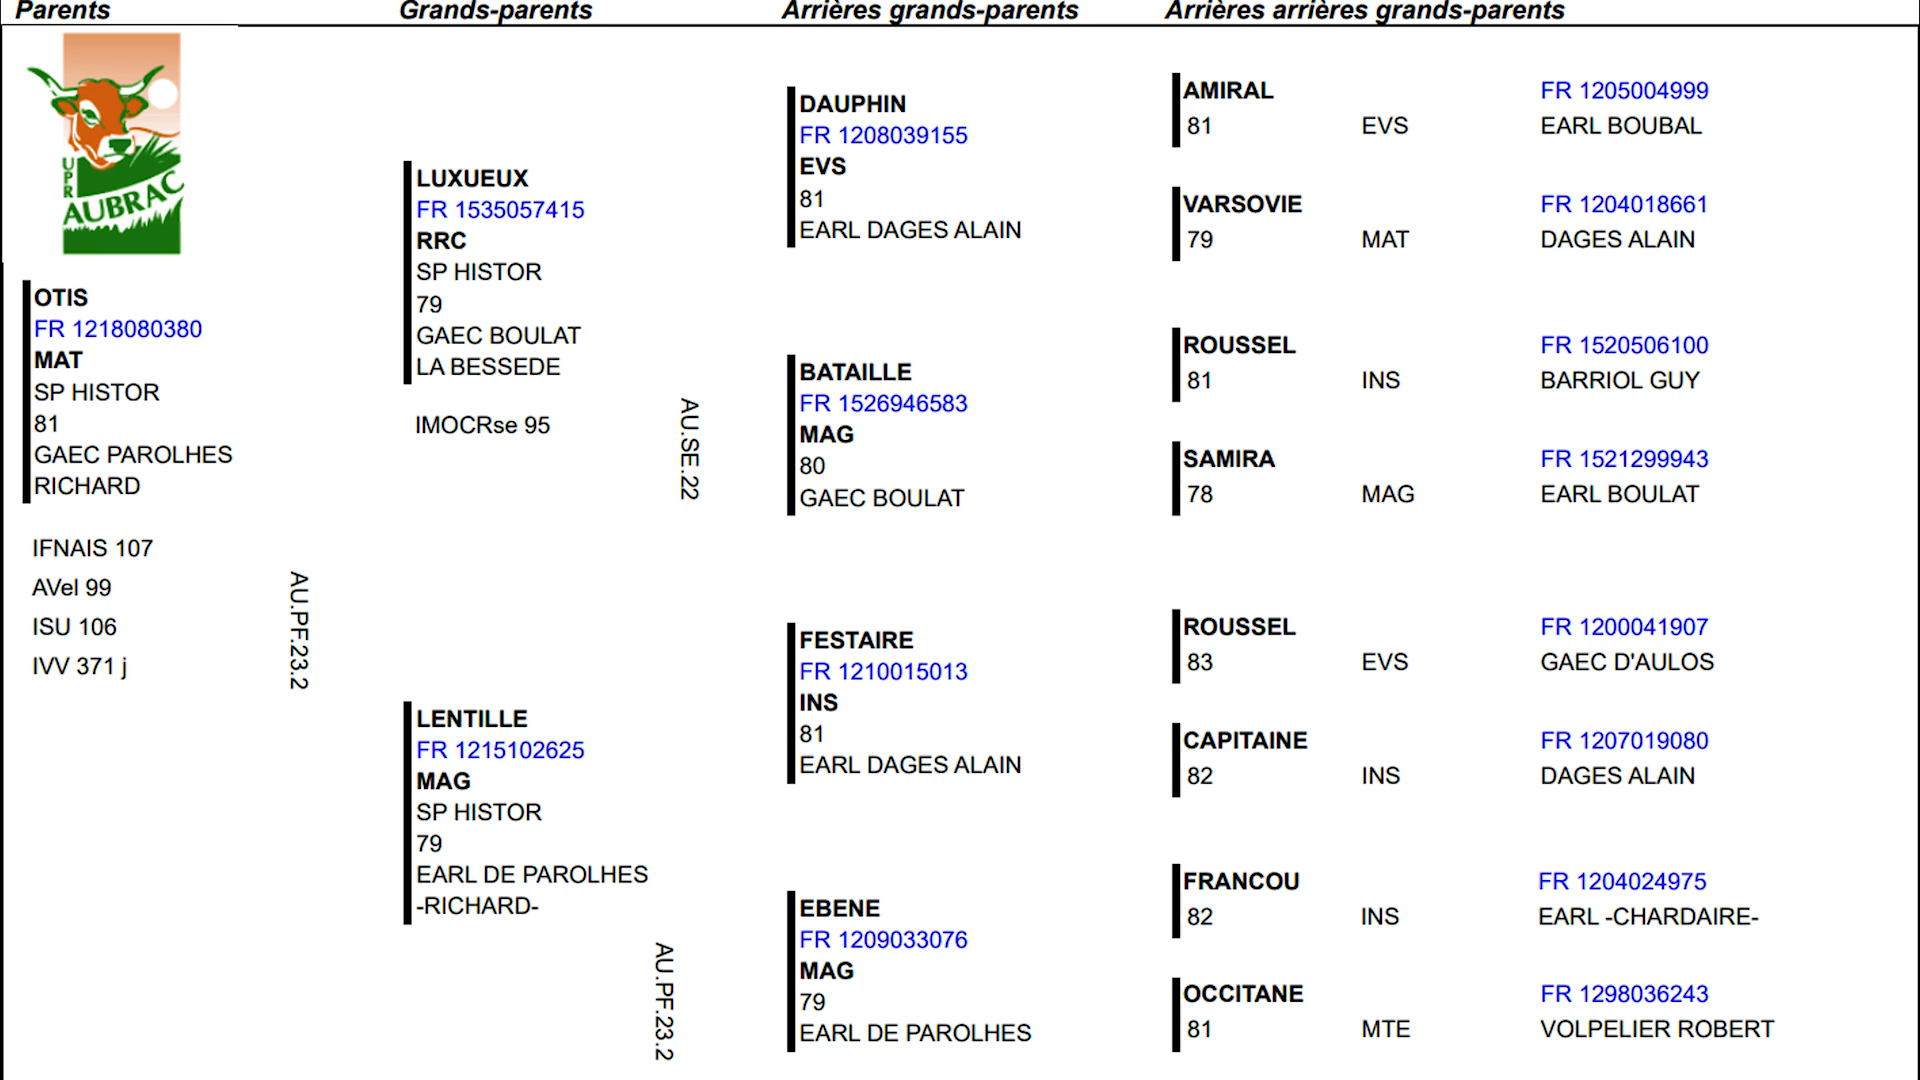 Parents
Grands-parents
Arrières grands-parents
Arrières arrières grands-parents
UPR
AUBRAC
OTIS
FR 1218080380
MAT
SP HISTOR
81
GAEC PAROLHES
RICHARD
IFNAIS 107
AVel 99
ISU 106
IVV 371 j
AU.PF.23.2
LUXUEUX
FR 1535057415
RRC
SP HISTOR
79
GAEC BOULAT
LA BESSEDE
IMOCRse 95
AU.SE.22
LENTILLE
FR 1215102625
MAG
SP HISTOR
79
EARL DE PAROLHES
-RICHARD-
AU.PF.23.2
DAUPHIN
FR 1208039155
EVS
81
EARL DAGES ALAIN
BATAILLE
FR 1526946583
MAG
80
GAEC BOULAT
FESTAIRE
FR 1210015013
INS
81
EARL DAGES ALAIN
EBENE
FR 1209033076
MAG
79
EARL DE PAROLHES
AMIRAL FR 1205004999
81 EVS EARL BOUBAL
VARSOVIE FR 1204018661
79 MAT DAGES ALAIN
ROUSSEL FR 1520506100
81 INS BARRIOL GUY
SAMIRA FR 1521299943
78 MAG EARL BOULAT
ROUSSEL FR 1200041907
83 EVS GAEC D'AULOS
CAPITAINE FR 1207019080
82 INS DAGES ALAIN
FRANCOU FR 1204024975
82 INS EARL -CHARDAIRE-
OCCITANE FR 1298036243
81 MTE VOLPELIER ROBERT